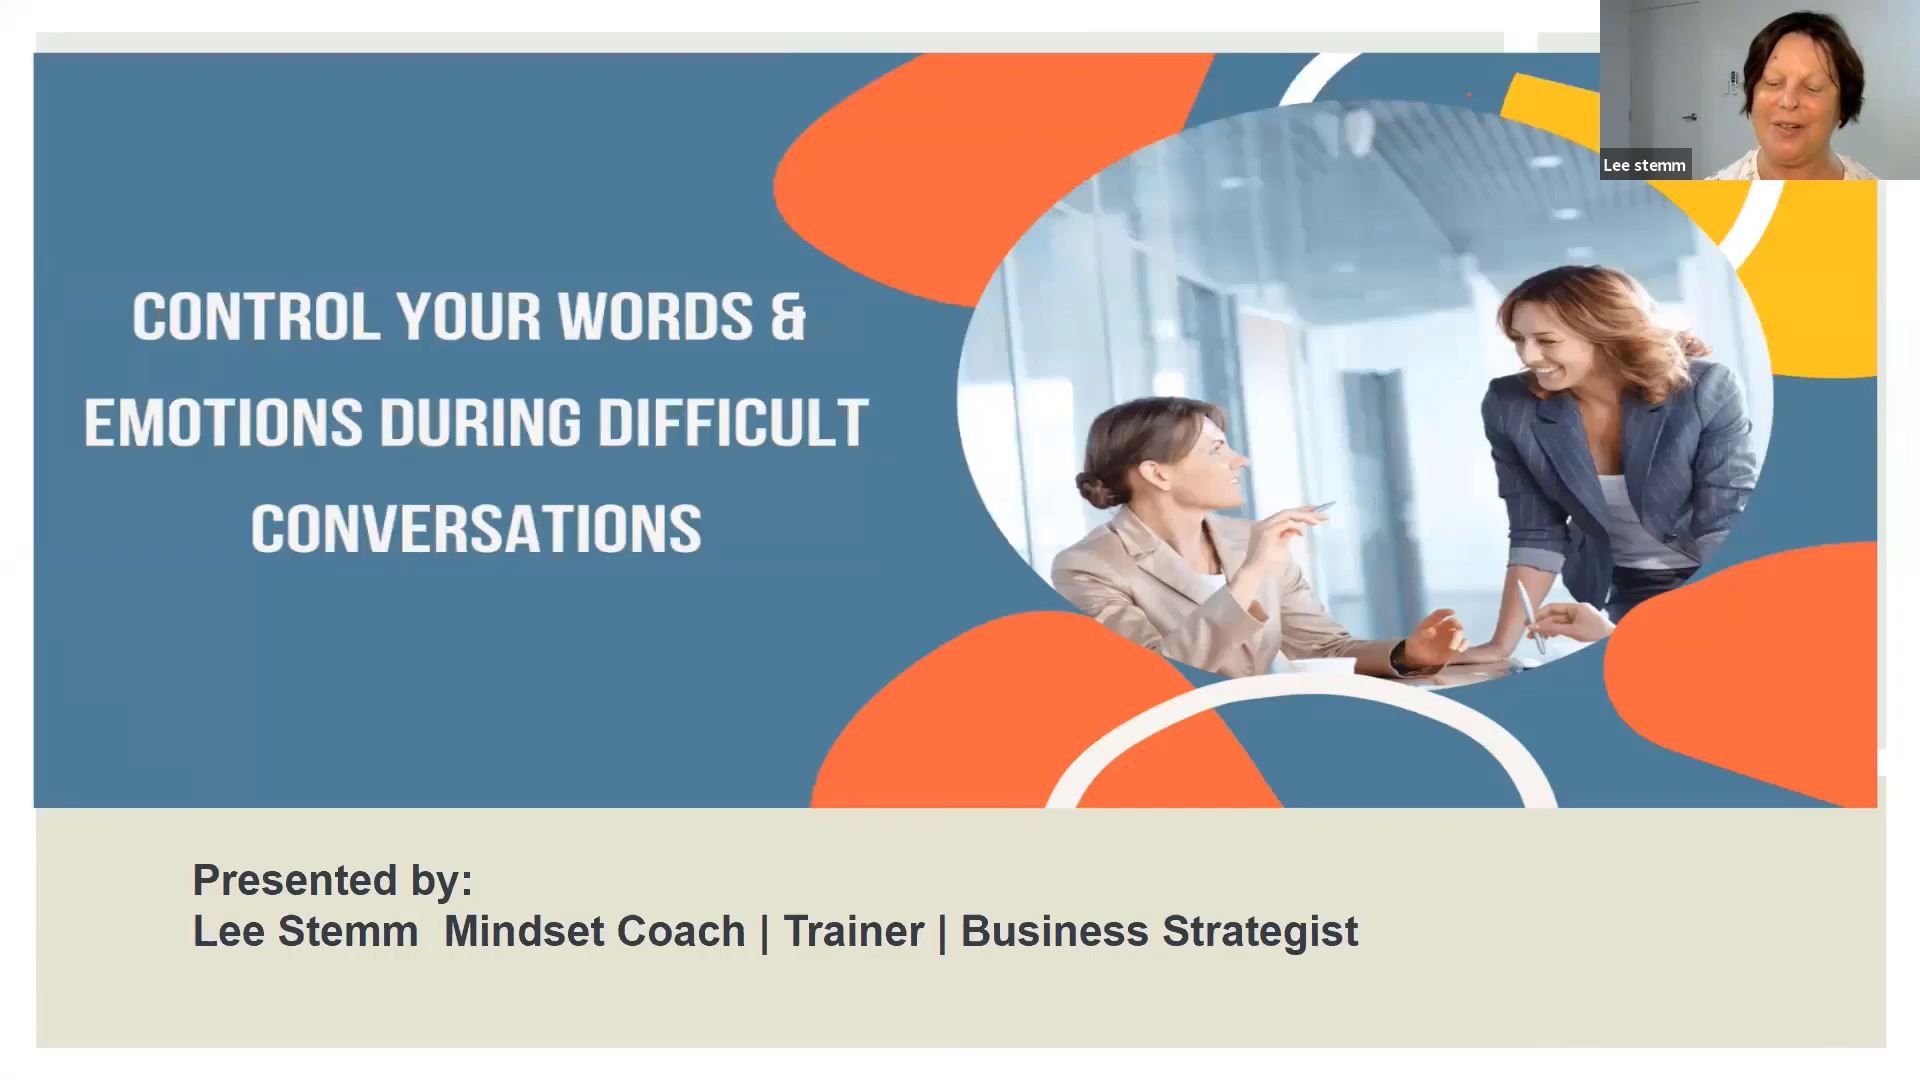 Lee stemm
CONTROL YOUR WORDS &
EMOTIONS DURING DIFFICULT
CONVERSATIONS
Presented by:
Lee Stemm  Mindset Coach | Trainer | Business Strategist